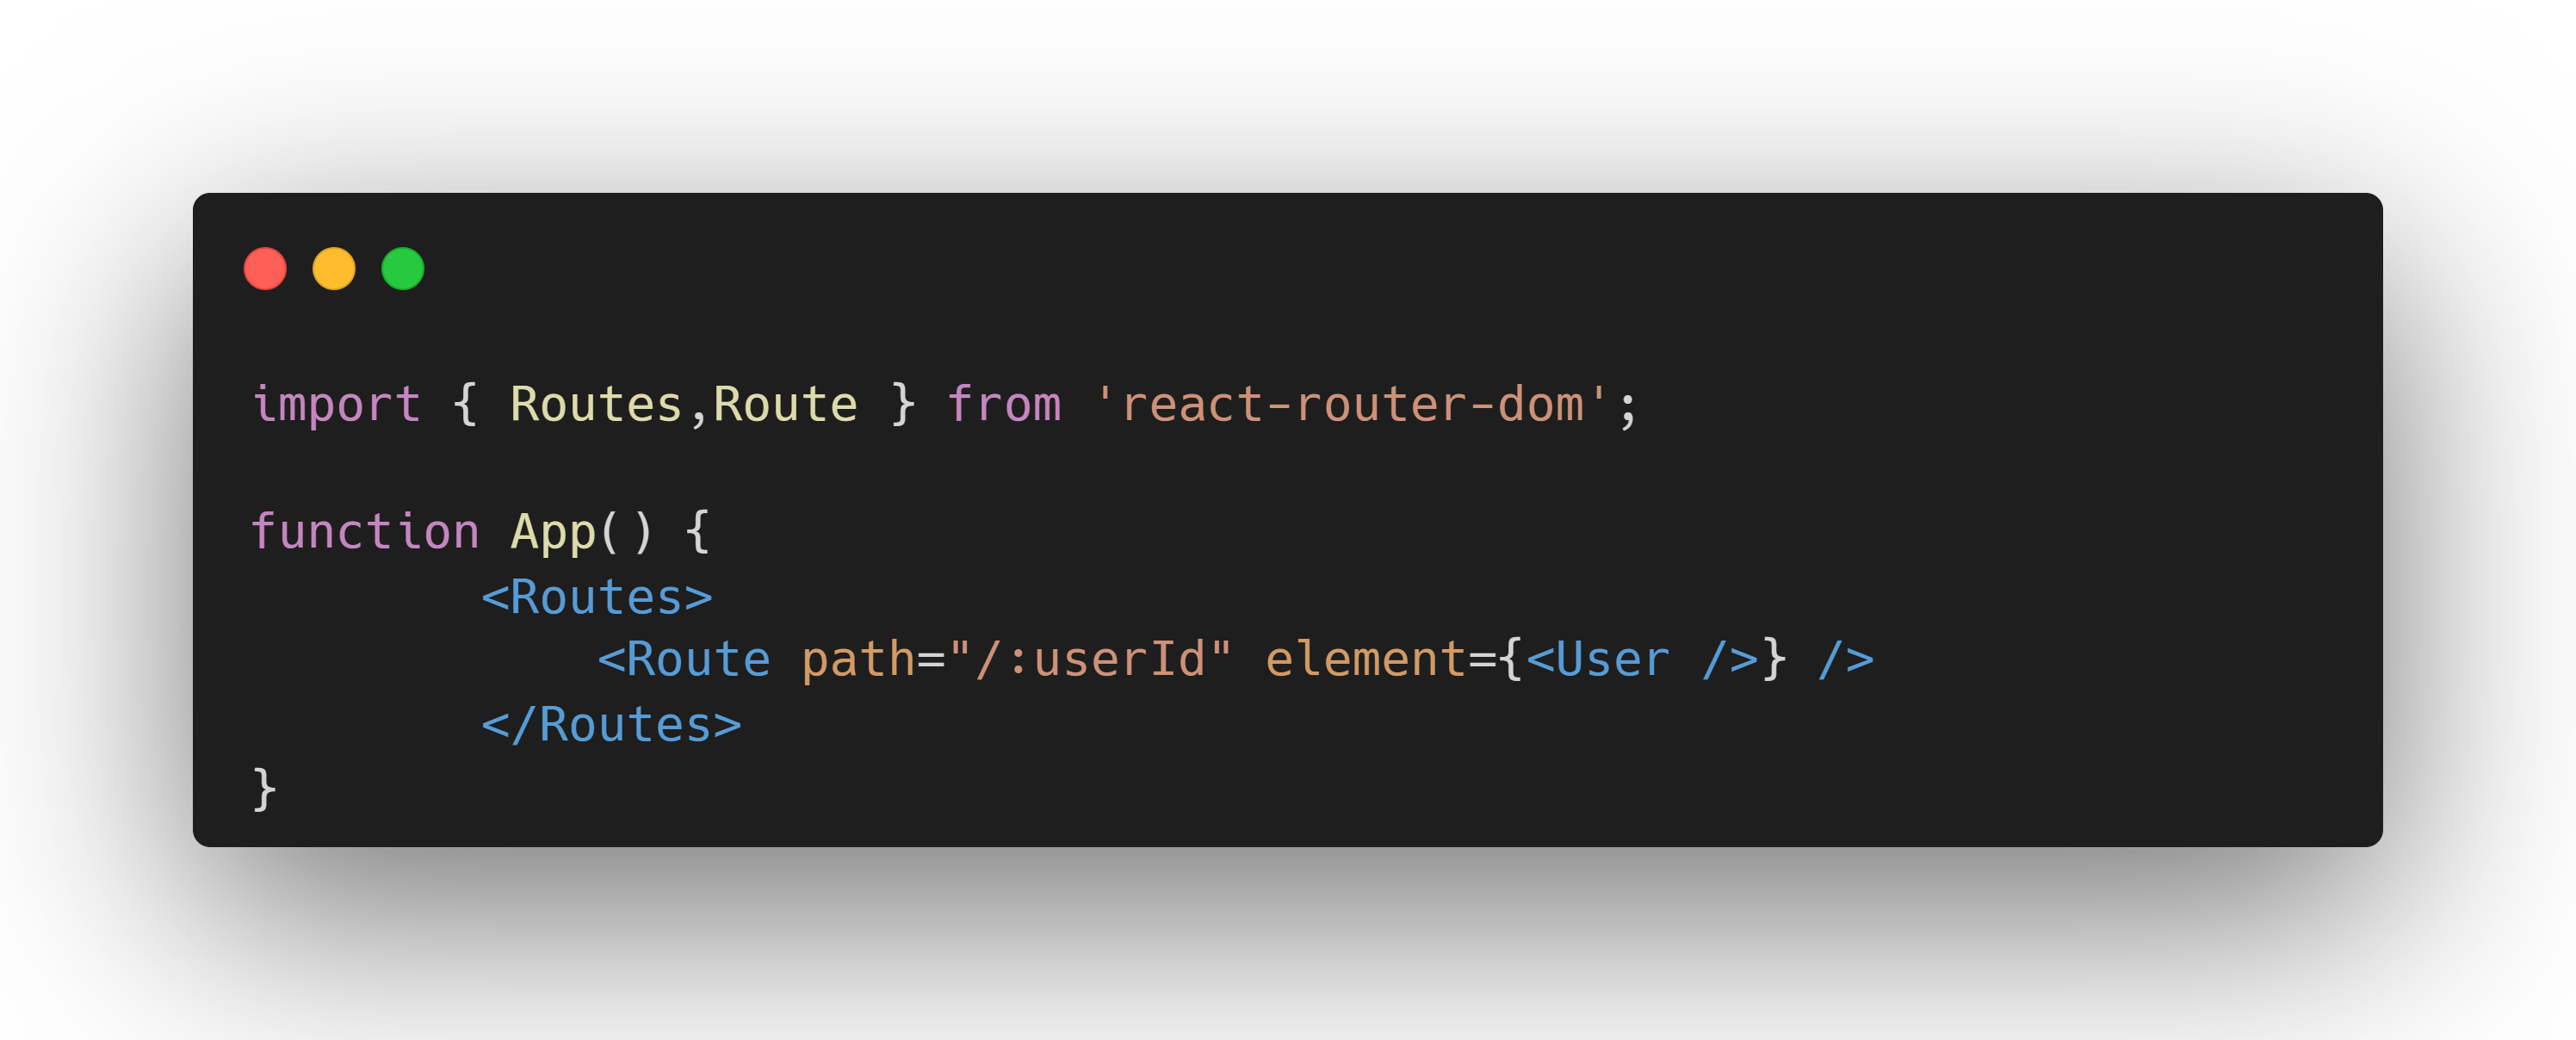 import { Routes,Route } from 'react-router-dom';
function App() {
        <Routes>
            <Route path="/:userId" element={<User />} />
        </Routes>
}